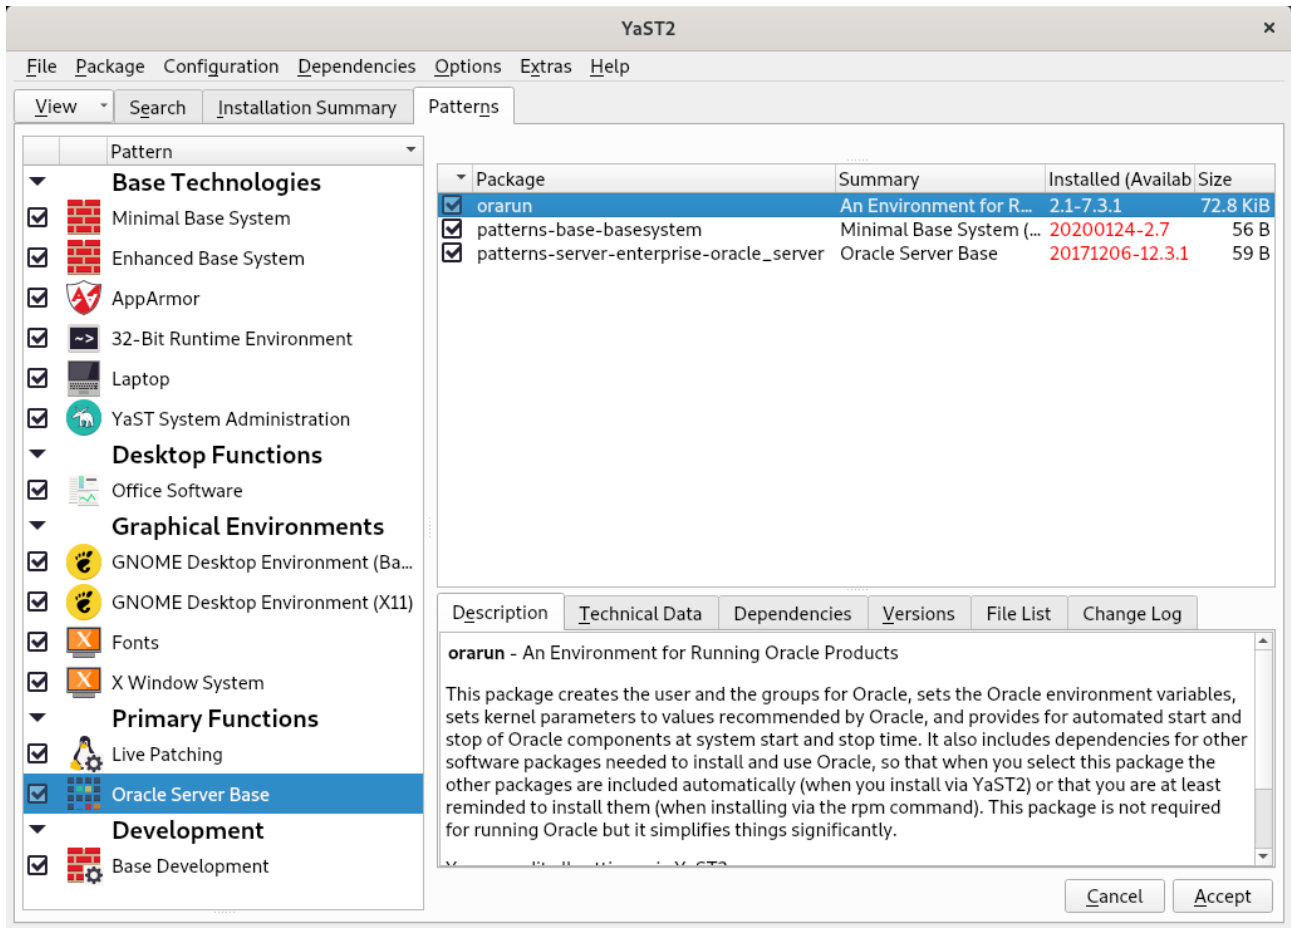 YaST2
File Package Configuration Dependencies Options Extras Help
View Search Installation Summary Patterns
Pattern
Base Technologies
Minimal Base System
Enhanced Base System
AppArmor
32-Bit Runtime Environment
Laptop
YaST System Administration
Desktop Functions
Office Software
Graphical Environments
GNOME Desktop Environment (Ba...
GNOME Desktop Environment (X11)
Fonts
X Window System
Primary Functions
Live Patching
Oracle Server Base
Development
Base Development
Package Summary Installed (Availab Size
orarun An Environment for R... 2.1-7.3.1 72.8 KiB
patterns-base-basesystem Minimal Base System (... 20200124-2.7 56 B
patterns-server-enterprise-oracle_server Oracle Server Base 20171206-12.3.1 59 B
Description Technical Data Dependencies Versions File List Change Log
orarun - An Environment for Running Oracle Products
This package creates the user and the groups for Oracle, sets the Oracle environment variables,
sets kernel parameters to values recommended by Oracle, and provides for automated start and
stop of Oracle components at system start and stop time. It also includes dependencies for other
software packages needed to install and use Oracle, so that when you select this package the
other packages are included automatically (when you install via YaST2) or that you are at least
reminded to install them (when installing via the rpm command). This package is not required
for running Oracle but it simplifies things significantly.
Cancel Accept